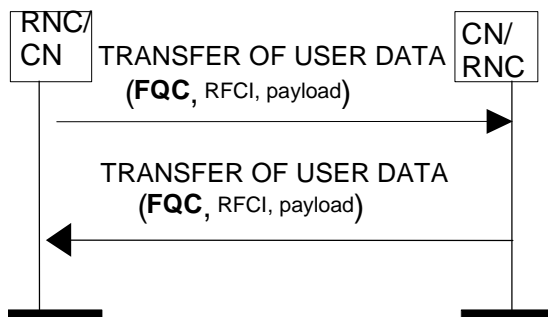 RNC/
CN
CN/
RNC
TRANSFER OF USER DATA
(FQC, RFCI, payload)
TRANSFER OF USER DATA
(FQC, RFCI, payload)